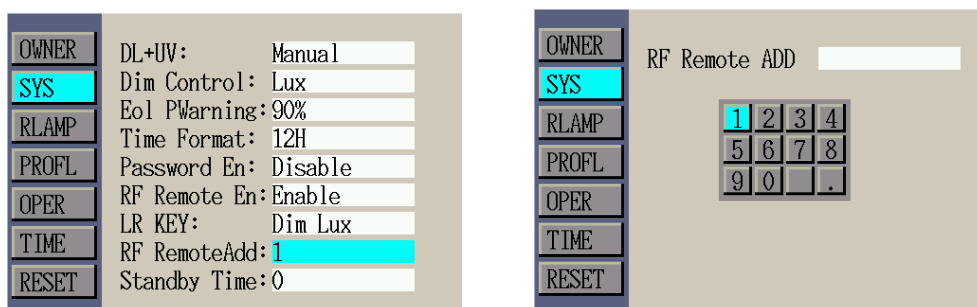 OWNER
SYS
RLAMP
PROFL
OPER
TIME
RESET
DL+UV: Manual
Dim Control: Lux
Eol PWarning: 90%
Time Format: 12H
Password En: Disable
RF Remote En: Enable
LR KEY: Dim Lux
RF RemoteAdd: 1
Standby Time: 0
OWNER
SYS
RLAMP
PROFL
OPER
TIME
RESET
RF Remote ADD
1 2 3 4
5 6 7 8
9 0 .